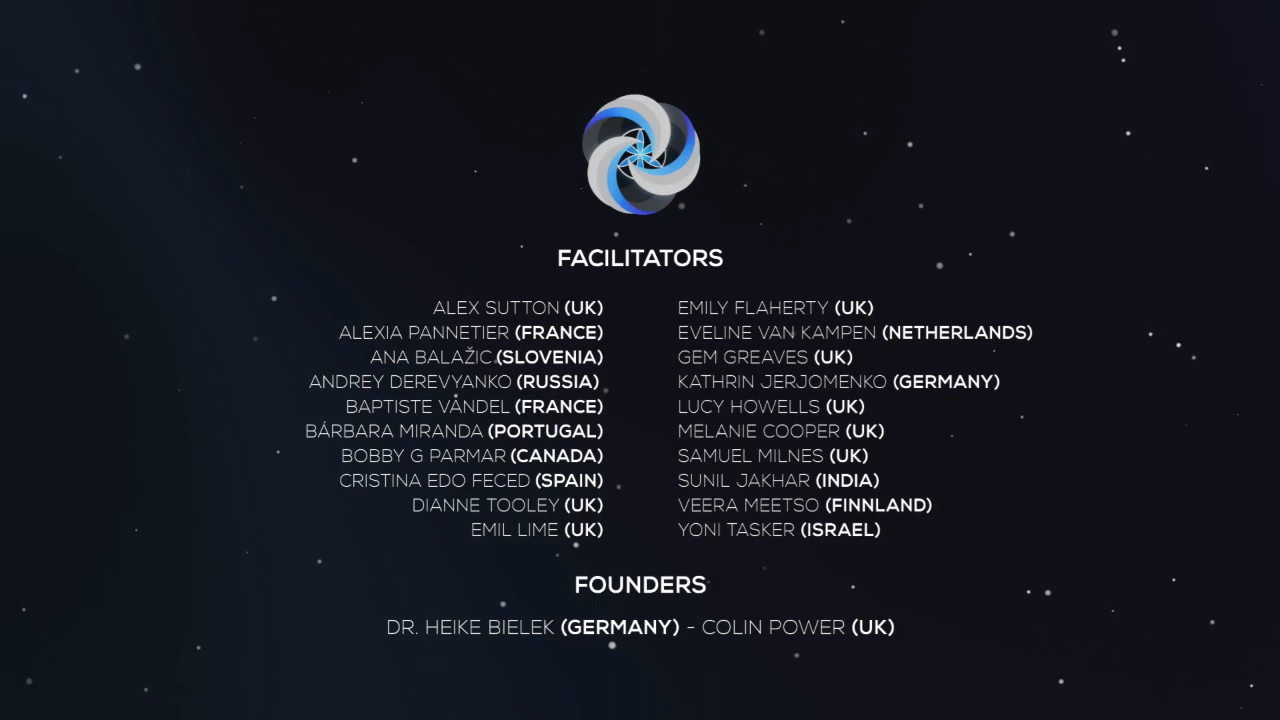 FACILITATORS
ALEX SUTTON (UK)
ALEXIA PANNETIER (FRANCE)
ANA BALAŽIC (SLOVENIA)
ANDREY DEREVYANKO (RUSSIA)
BAPTISTE VANDEL (FRANCE)
BÁRBARA MIRANDA (PORTUGAL)
BOBBY G PARMAR (CANADA)
CRISTINA EDO FECED (SPAIN)
DIANNE TOOLEY (UK)
EMIL LIME (UK)
EMILY FLAHERTY (UK)
EVELINE VAN KAMPEN (NETHERLANDS)
GEM GREAVES (UK)
KATHRIN JERJOMENKO (GERMANY)
LUCY HOWELLS (UK)
MELANIE COOPER (UK)
SAMUEL MILNES (UK)
SUNIL JAKHAR (INDIA)
VEERA MEETSO (FINNLAND)
YONI TASKER (ISRAEL)
FOUNDERS
DR. HEIKE BIELEK (GERMANY) - COLIN POWER (UK)